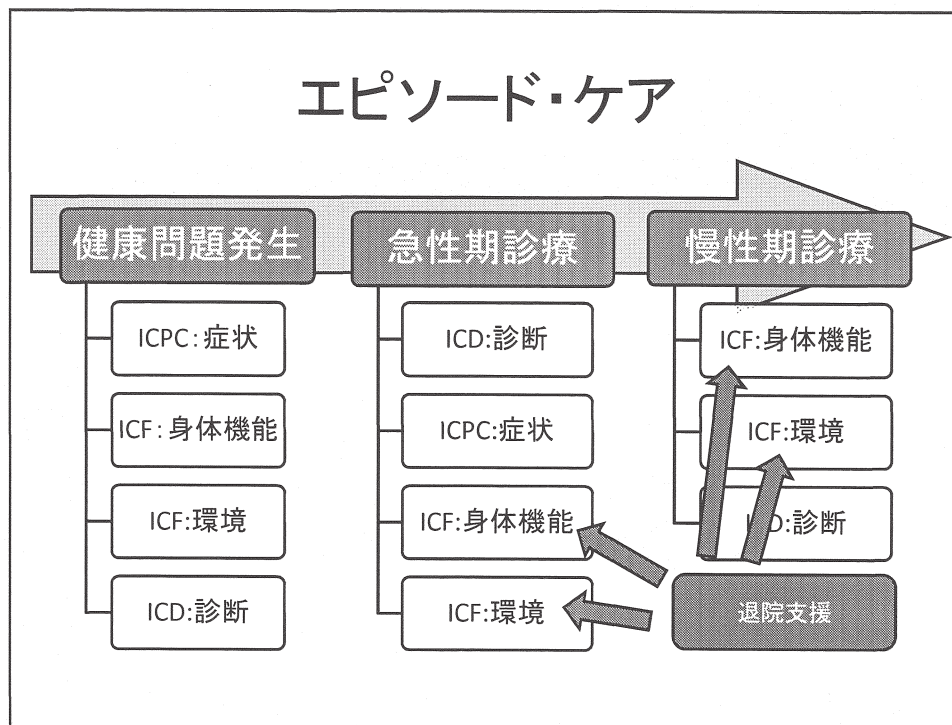 エピソード・ケア
健康問題発生
ICPC:症状
ICF:身体機能
ICF:環境
ICD:診断
急性期診療
ICD:診断
ICPC:症状
ICF:身体機能
ICF:環境
慢性期診療
ICF:身体機能
ICF:環境
ICD:診断
退院支援